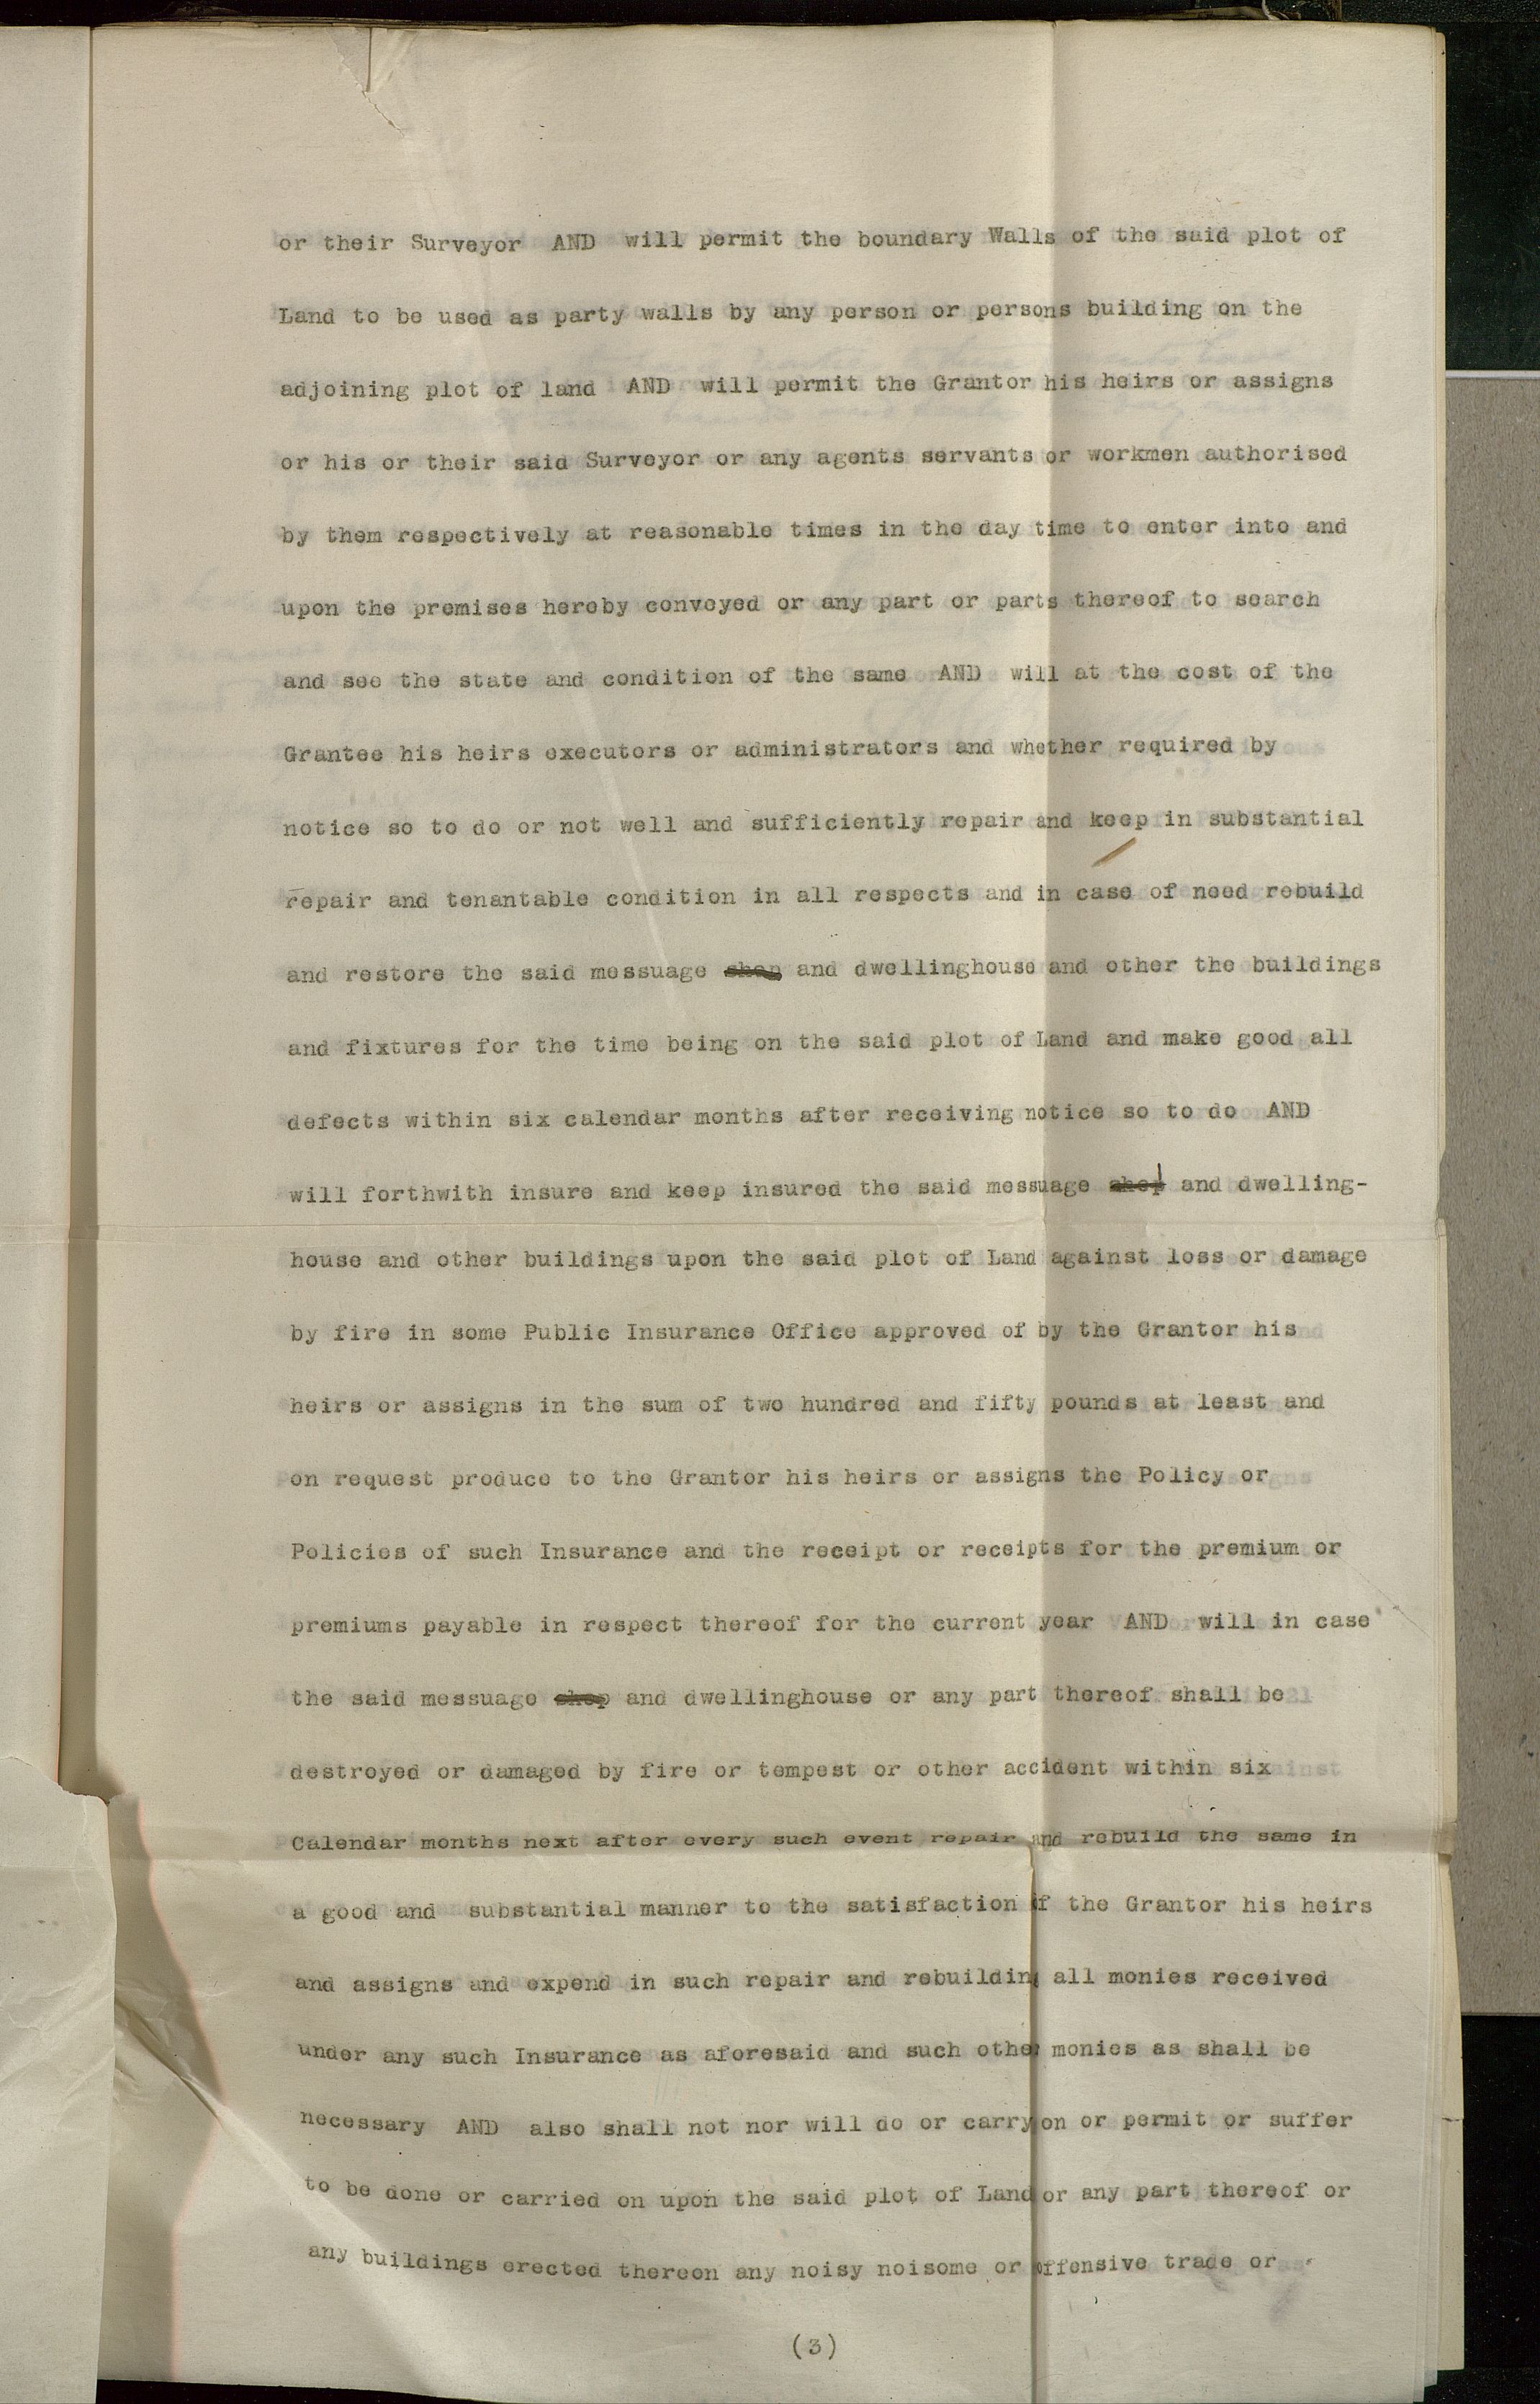 or their Surveyor AND will permit the boundary Walls of the said plot of
Land to be used as party walls by any person or persons building on the
adjoining plot of land AND will permit the Grantor his heirs or assigns
or his or their said Surveyor or any agents servants or workmen authorised
by them respectively at reasonable times in the day time to enter into and
upon the premises hereby conveyed or any part or parts thereof to search
and see the state and condition of the same AND will at the cost of the
Grantee his heirs executors or administrators and whether required by
notice so to do or not well and sufficiently repair and keep in substantial
repair and tenantable condition in all respects and in case of need rebuild
and restore the said messuage shop and dwellinghouse and other the buildings
and fixtures for the time being on the said plot of Land and make good all
defects within six calendar months after receiving notice so to do AND
will forthwith insure and keep insured the said messuage shop and dwelling-
house and other buildings upon the said plot of Land against loss or damage
by fire in some Public Insurance Office approved of by the Grantor his
heirs or assigns in the sum of two hundred and fifty pounds at least and
on request produce to the Grantor his heirs or assigns the Policy or
Policies of such Insurance and the receipt or receipts for the premium or
premiums payable in respect thereof for the current year AND will in case
the said messuage shop and dwellinghouse or any part thereof shall be
destroyed or damaged by fire or tempest or other accident within six
Calendar months next after every such event repair and rebuild the same in
a good and substantial manner to the satisfaction of the Grantor his heirs
and assigns and expend in such repair and rebuilding all monies received
under any such Insurance as aforesaid and such other monies as shall be
necessary AND also shall not nor will do or carry on or permit or suffer
to be done or carried on upon the said plot of Land or any part thereof or
any buildings erected thereon any noisy noisome or offensive trade or
(3)